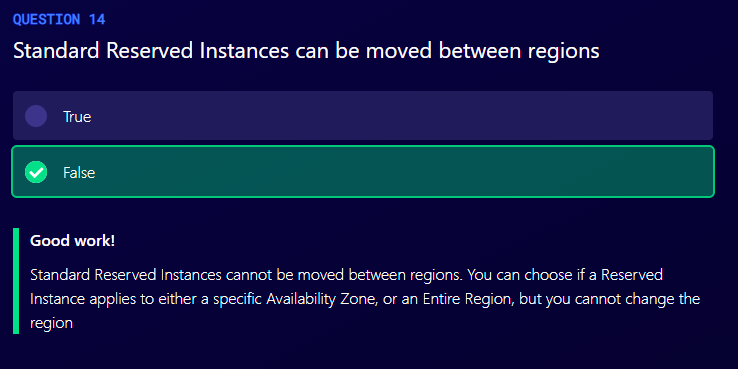 QUESTION 14
Standard Reserved Instances can be moved between regions
True
False
Good work!
Standard Reserved Instances cannot be moved between regions. You can choose if a Reserved
Instance applies to either a specific Availability Zone, or an Entire Region, but you cannot change the
region